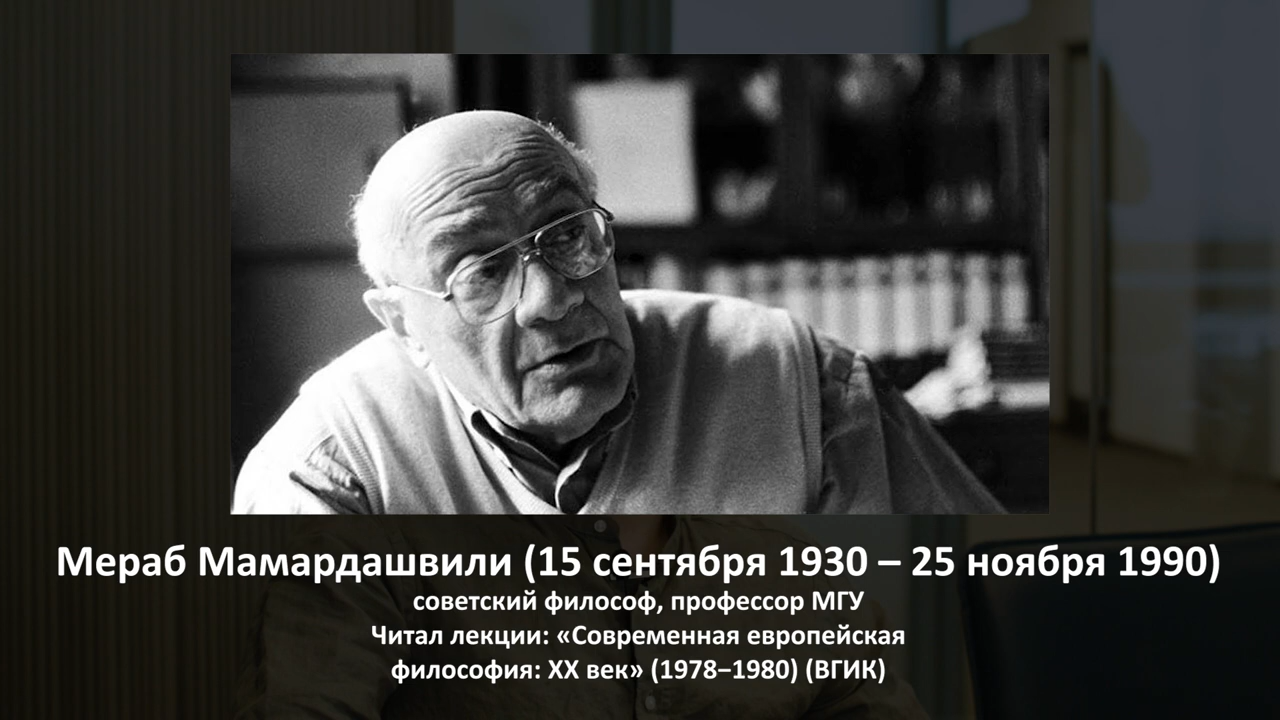 Мераб Мамардашвили (15 сентября 1930 – 25 ноября 1990)
советский философ, профессор МГУ
Читал лекции: «Современная европейская
философия: XX век» (1978–1980) (ВГИК)